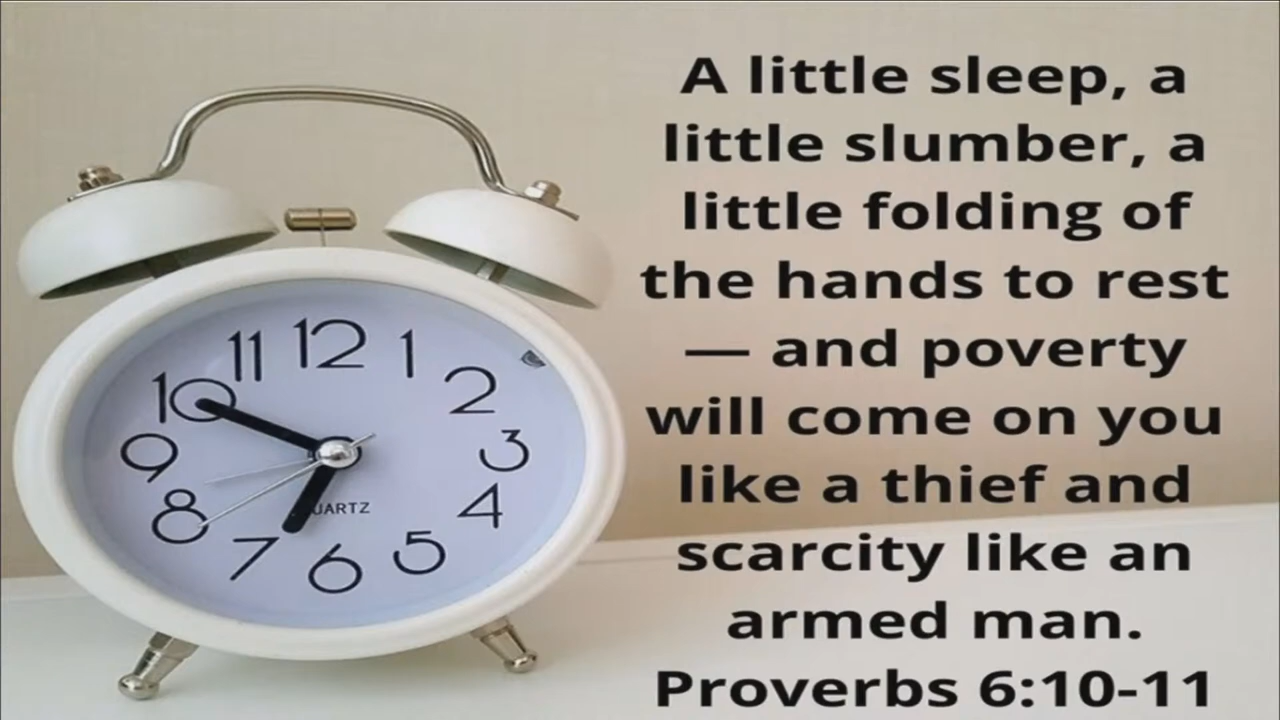 A little sleep, a
little slumber, a
little folding of
the hands to rest
— and poverty
will come on you
like a thief and
scarcity like an
armed man.
Proverbs 6:10-11
12
11
1
10
2
9
3
8
4
7
5
6